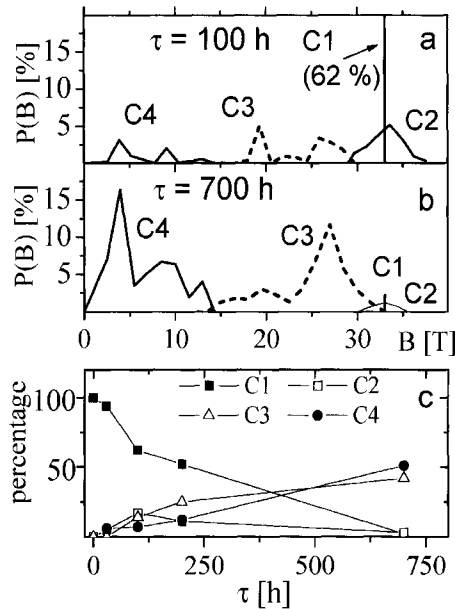 τ = 100 h
C1
a
(62 %)
15
10
5
P(B) [%]
C4
C3
C2
τ = 700 h
b
15
10
5
P(B) [%]
C4
C3
C1
C2
0
10
20
30
B [T]
percentage
100
50
0
C1
C2
C3
C4
c
0
250
500
750
τ [h]